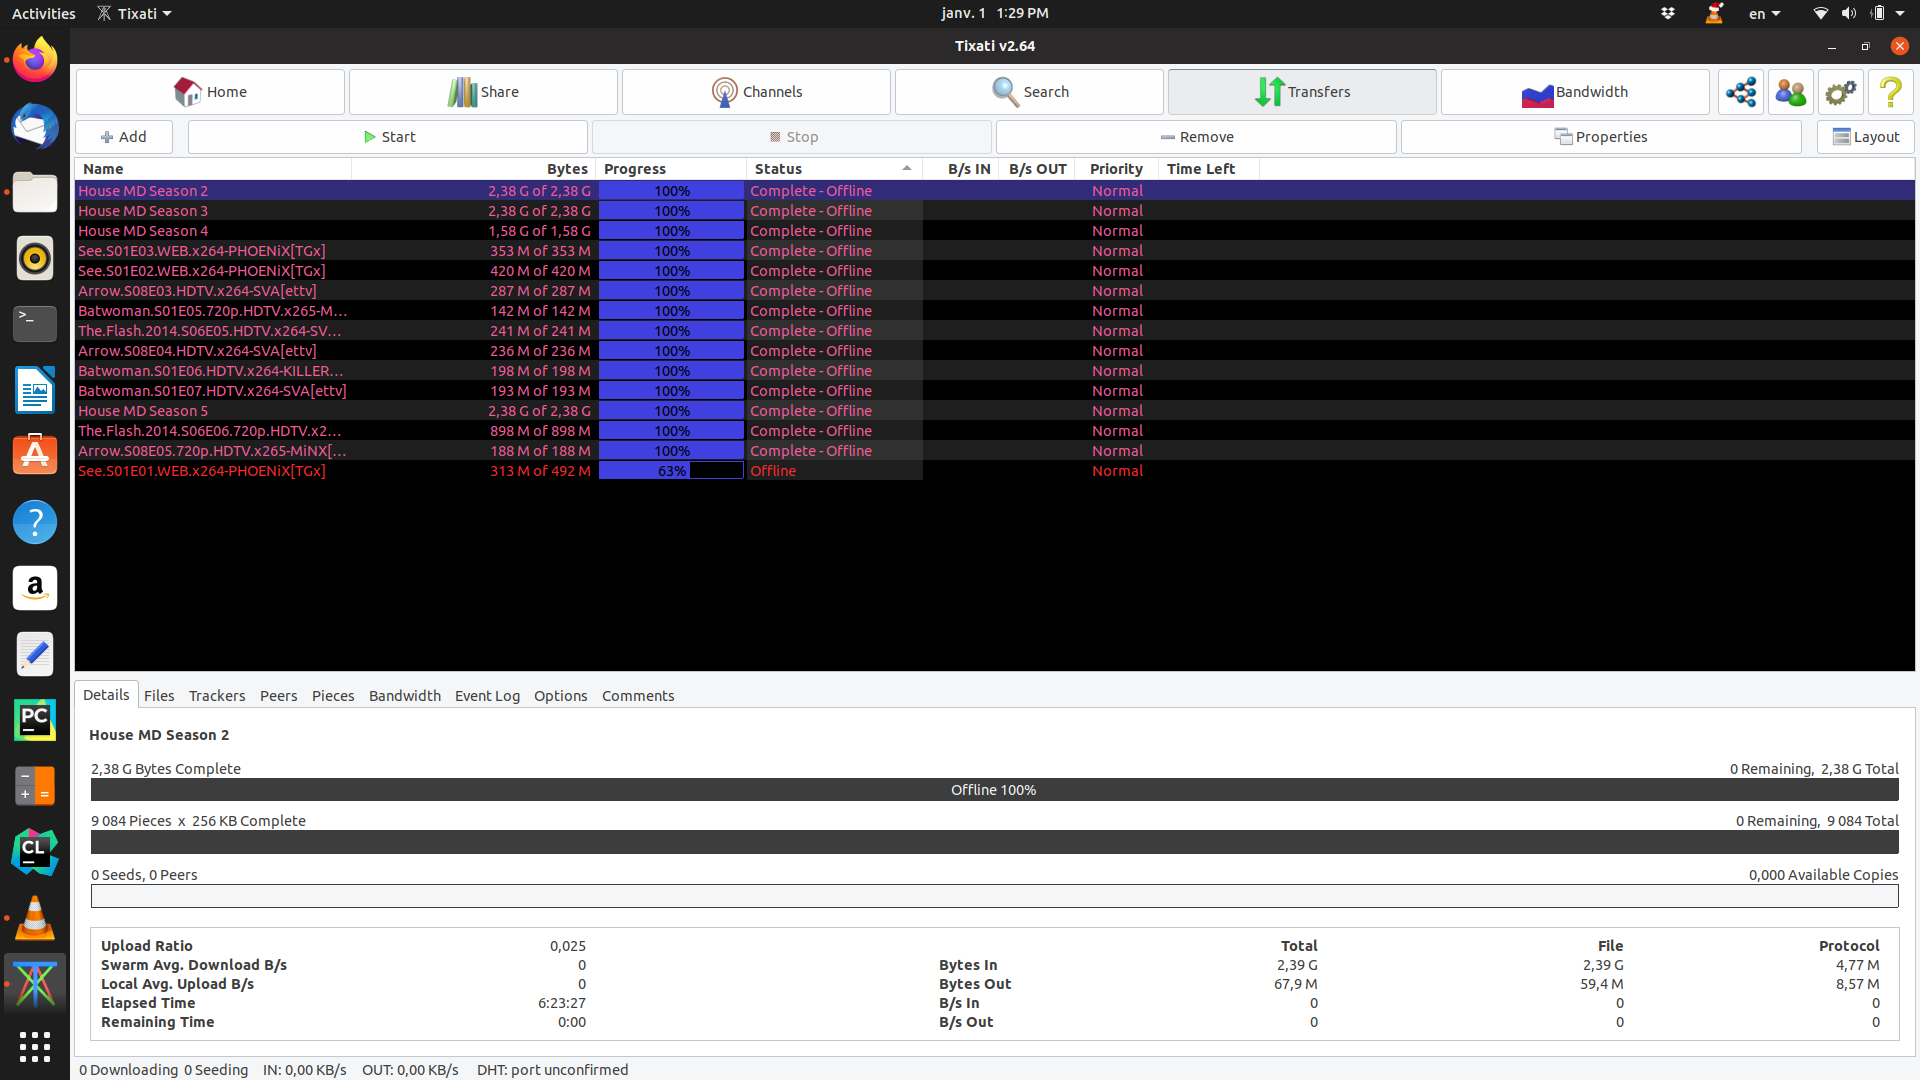 Activities Tixati janv. 1 1:29 PM en
Tixati v2.64
Home Share Channels Search Transfers Bandwidth
Add Start Stop Remove Properties Layout
Name Bytes Progress Status B/s IN B/s OUT Priority Time Left
House MD Season 2 2,38 G of 2,38 G 100% Complete - Offline Normal
House MD Season 3 2,38 G of 2,38 G 100% Complete - Offline Normal
House MD Season 4 1,58 G of 1,58 G 100% Complete - Offline Normal
See.S01E03.WEB.x264-PHOENiX[TGx] 353 M of 353 M 100% Complete - Offline Normal
See.S01E02.WEB.x264-PHOENiX[TGx] 420 M of 420 M 100% Complete - Offline Normal
Arrow.S08E03.HDTV.x264-SVA[ettv] 287 M of 287 M 100% Complete - Offline Normal
Batwoman.S01E05.720p.HDTV.x265-M... 142 M of 142 M 100% Complete - Offline Normal
The.Flash.2014.S06E05.HDTV.x264-SV... 241 M of 241 M 100% Complete - Offline Normal
Arrow.S08E04.HDTV.x264-SVA[ettv] 236 M of 236 M 100% Complete - Offline Normal
Batwoman.S01E06.HDTV.x264-KILLER... 198 M of 198 M 100% Complete - Offline Normal
Batwoman.S01E07.HDTV.x264-SVA[ettv] 193 M of 193 M 100% Complete - Offline Normal
House MD Season 5 2,38 G of 2,38 G 100% Complete - Offline Normal
The.Flash.2014.S06E06.720p.HDTV.x2... 898 M of 898 M 100% Complete - Offline Normal
Arrow.S08E05.720p.HDTV.x265-MiNX[... 188 M of 188 M 100% Complete - Offline Normal
See.S01E01.WEB.x264-PHOENiX[TGx] 313 M of 492 M 63% Offline Normal
Details Files Trackers Peers Pieces Bandwidth Event Log Options Comments
House MD Season 2
2,38 G Bytes Complete 0 Remaining, 2,38 G Total
Offline 100%
9 084 Pieces x 256 KB Complete 0 Remaining, 9 084 Total
0 Seeds, 0 Peers 0,000 Available Copies
Upload Ratio 0,025 Total File Protocol
Swarm Avg. Download B/s 0 Bytes In 2,39 G 2,39 G 4,77 M
Local Avg. Upload B/s 0 Bytes Out 67,9 M 59,4 M 8,57 M
Elapsed Time 6:23:27 B/s In 0 0 0
Remaining Time 0:00 B/s Out 0 0 0
0 Downloading 0 Seeding IN: 0,00 KB/s OUT: 0,00 KB/s DHT: port unconfirmed
>_
?
a
PC
CL